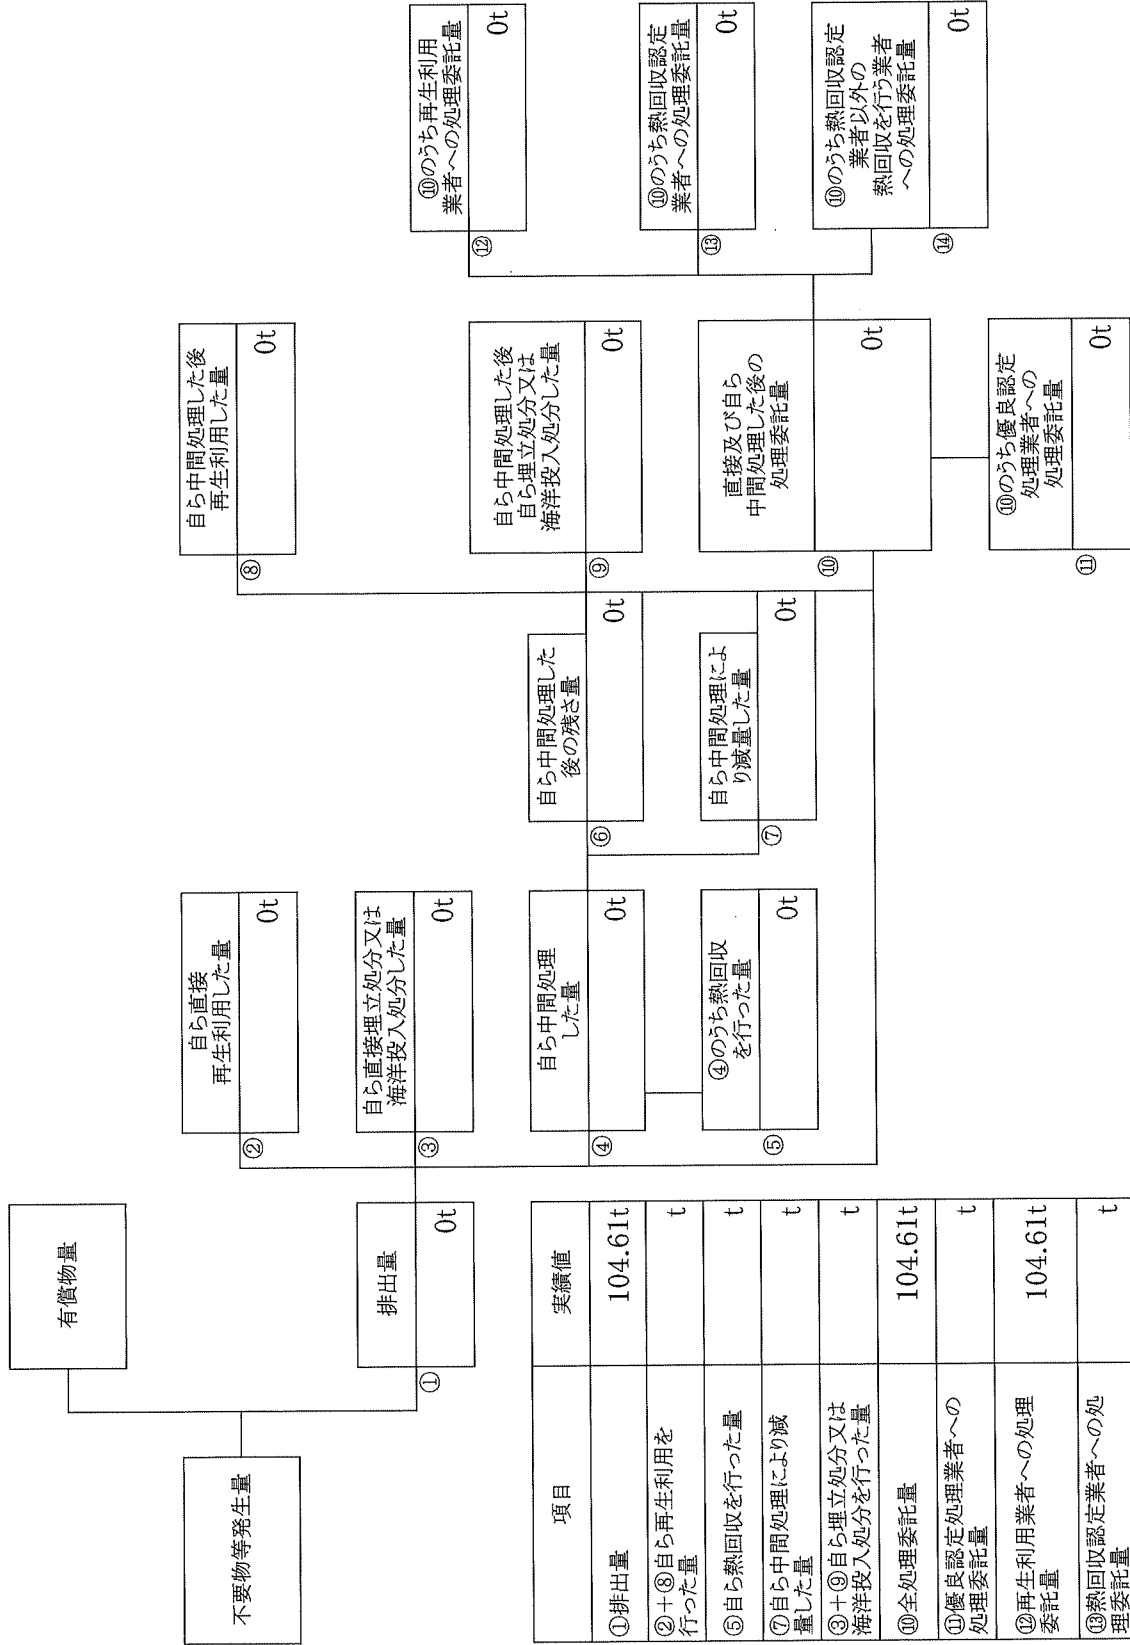 有償物量
不要物等発生量
排出量
①
0t
自ら直接
再生利用した量
②
0t
自ら直接埋立処分又は
海洋投入処分した量
③
0t
自ら中間処理
した量
④
0t
④のうち熱回収
を行った量
⑤
0t
自ら中間処理した
後の残さ量
⑥
0t
自ら中間処理によ
り減量した量
⑦
0t
自ら中間処理した後
再生利用した量
⑧
0t
自ら中間処理した後
自ら埋立処分又は
海洋投入処分した量
⑨
0t
直接及び自ら
中間処理した後の
処理委託量
⑩
0t
⑩のうち優良認定
処理業者への
処理委託量
⑪
0t
⑩のうち再生利用
業者への処理委託量
⑫
0t
⑩のうち熱回収認定
業者への処理委託量
⑬
0t
⑩のうち熱回収認定
業者以外の
熱回収を行う業者
への処理委託量
⑭
0t
項目 実績値
①排出量 104.61t
②+⑧自ら再生利用を
行った量 t
⑤自ら熱回収を行った量 t
⑦自ら中間処理により減
量した量 t
③+⑨自ら埋立処分又は
海洋投入処分を行った量 t
⑩全処理委託量 104.61t
⑪優良認定処理業者への
処理委託量 t
⑫再生利用業者への処理
委託量 104.61t
⑬熱回収認定業者への処
理委託量 t